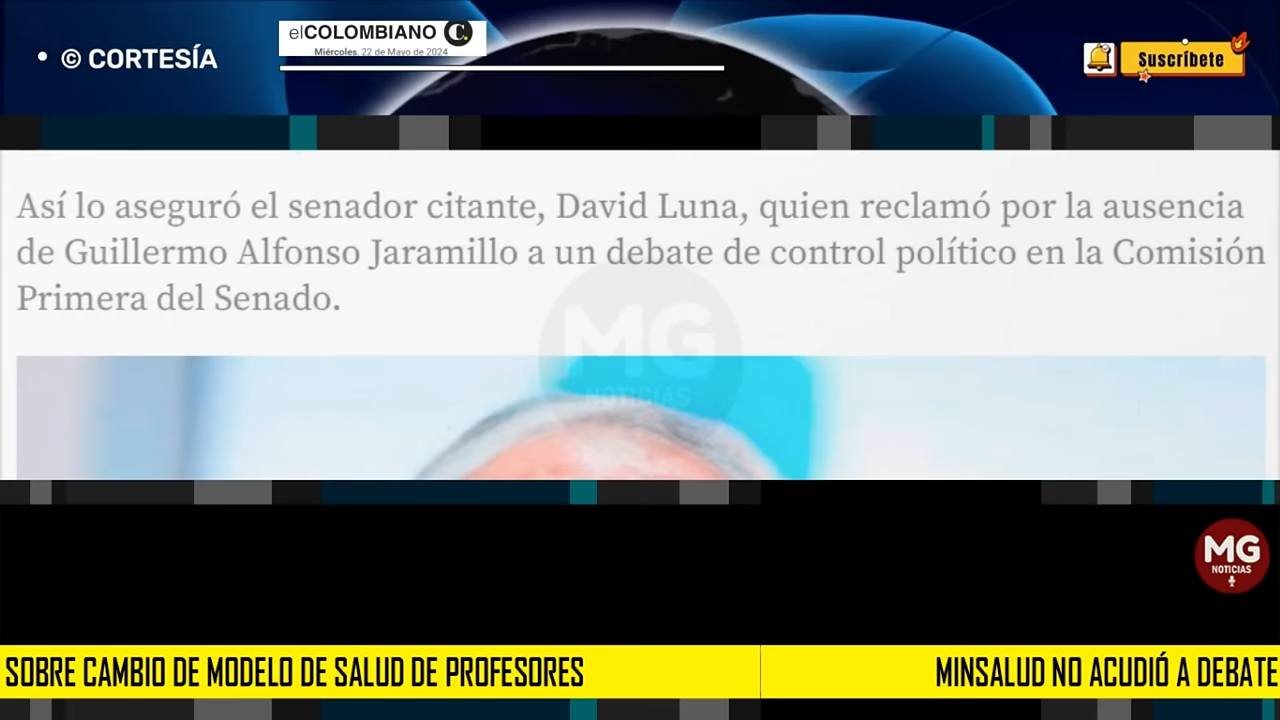 © CORTESÍA
elCOLOMBIANO C.
Miércoles, 22 de Mayo de 2024
Suscríbete
Así lo aseguró el senador citante, David Luna, quien reclamó por la ausencia
de Guillermo Alfonso Jaramillo a un debate de control político en la Comisión
Primera del Senado.
MG
NOTICIAS
MG
NOTICIAS
SOBRE CAMBIO DE MODELO DE SALUD DE PROFESORES
MINSALUD NO ACUDIÓ A DEBATE